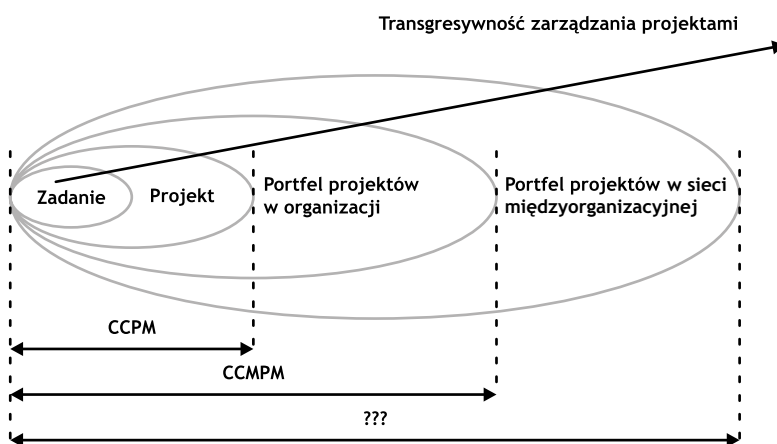 Transgresywność zarządzania projektami
Zadanie
Projekt
Portfel projektów
w organizacji
Portfel projektów w sieci
międzyorganizacyjnej
CCPM
CCMPM
???